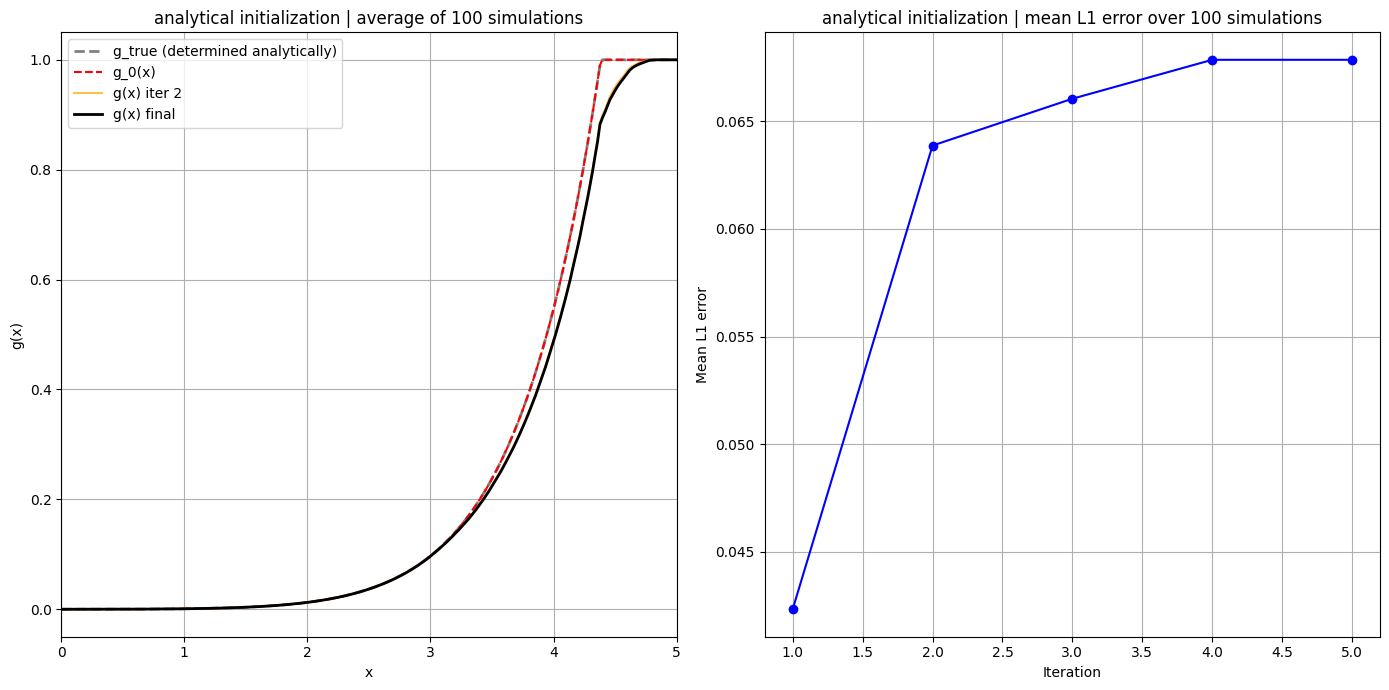 analytical initialization | average of 100 simulations
g_true (determined analytically)
g_0(x)
g(x) iter 2
g(x) final
1.0
0.8
0.6
0.4
0.2
0.0
g(x)
0 1 2 3 4 5
x
analytical initialization | mean L1 error over 100 simulations
0.065
0.060
0.055
0.050
0.045
Mean L1 error
1.0 1.5 2.0 2.5 3.0 3.5 4.0 4.5 5.0
Iteration